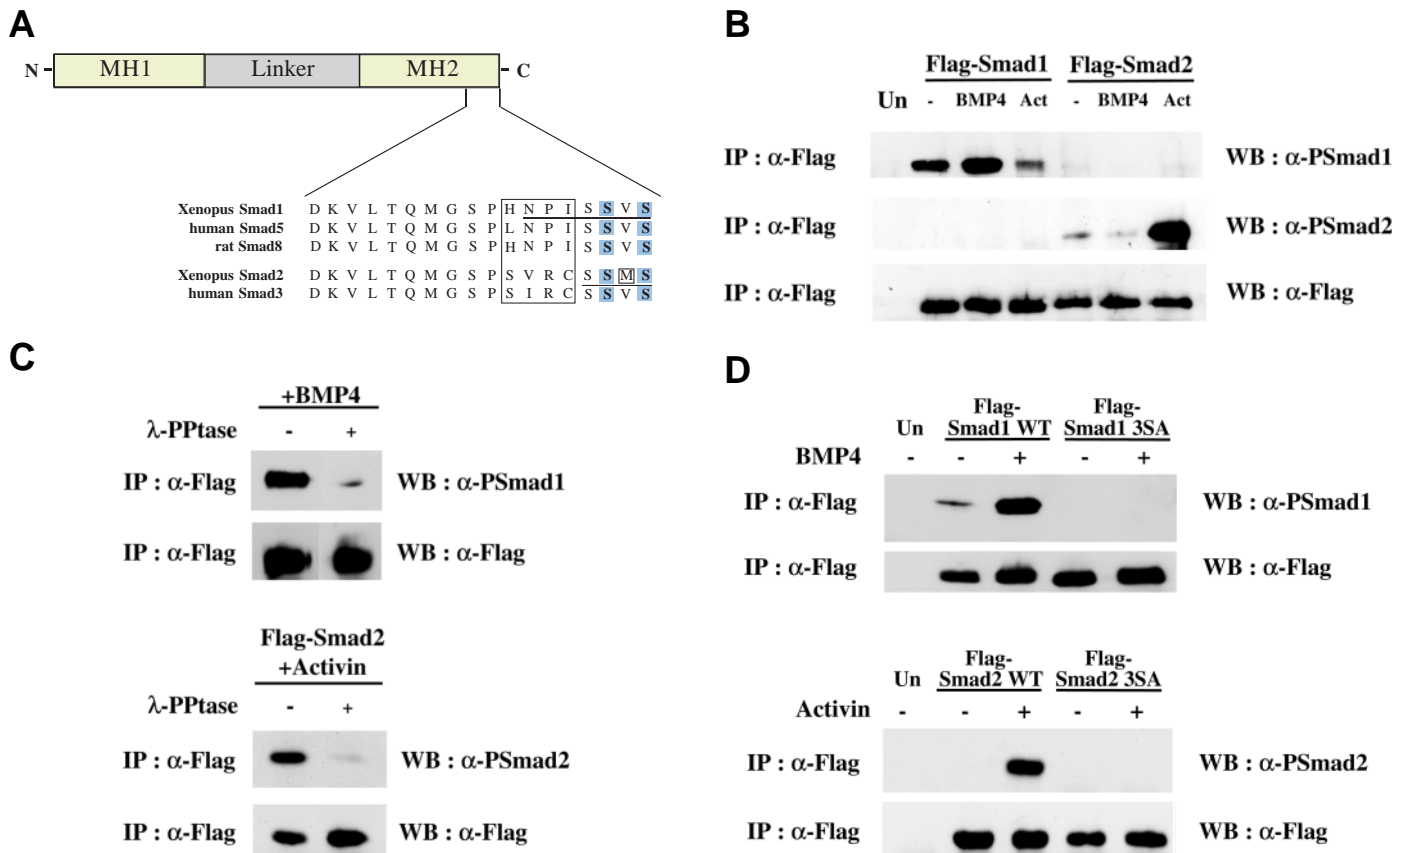 A
N MH1 Linker MH2 C
Xenopus Smad1 D K V L T Q M G S P H N P I S S V S
human Smad5 D K V L T Q M G S P L N P I S S V S
rat Smad8 D K V L T Q M G S P H N P I S S V S
Xenopus Smad2 D K V L T Q M G S P S V R C S S M S
human Smad3 D K V L T Q M G S P S I R C S S V S
B
Flag-Smad1 Flag-Smad2
Un - BMP4 Act - BMP4 Act
IP : α-Flag WB : α-PSmad1
IP : α-Flag WB : α-PSmad2
IP : α-Flag WB : α-Flag
C
+BMP4
λ-PPtase - +
IP : α-Flag WB : α-PSmad1
IP : α-Flag WB : α-Flag
Flag-Smad2
+Activin
λ-PPtase - +
IP : α-Flag WB : α-PSmad2
IP : α-Flag WB : α-Flag
D
Flag- Flag-
Un Smad1 WT Smad1 3SA
BMP4 - - + - +
IP : α-Flag WB : α-PSmad1
IP : α-Flag WB : α-Flag
Flag- Flag-
Un Smad2 WT Smad2 3SA
Activin - - + - +
IP : α-Flag WB : α-PSmad2
IP : α-Flag WB : α-Flag